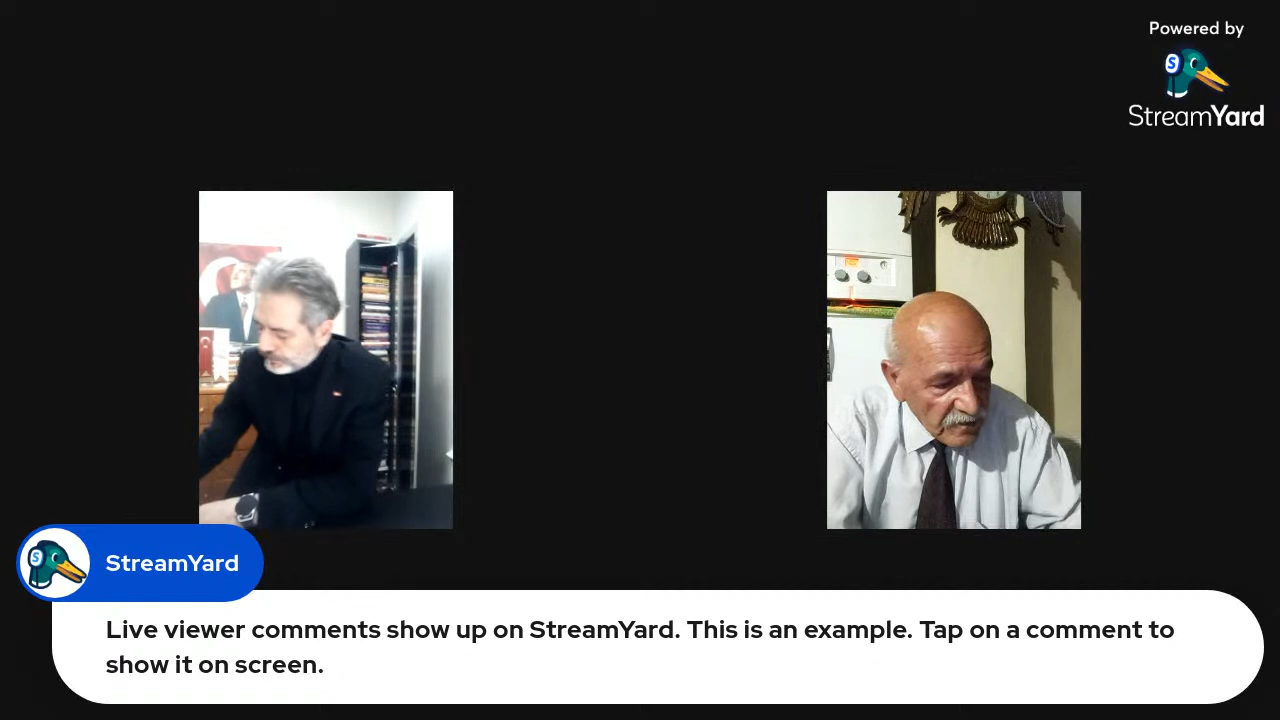 Powered by
StreamYard
StreamYard
Live viewer comments show up on StreamYard. This is an example. Tap on a comment to
show it on screen.